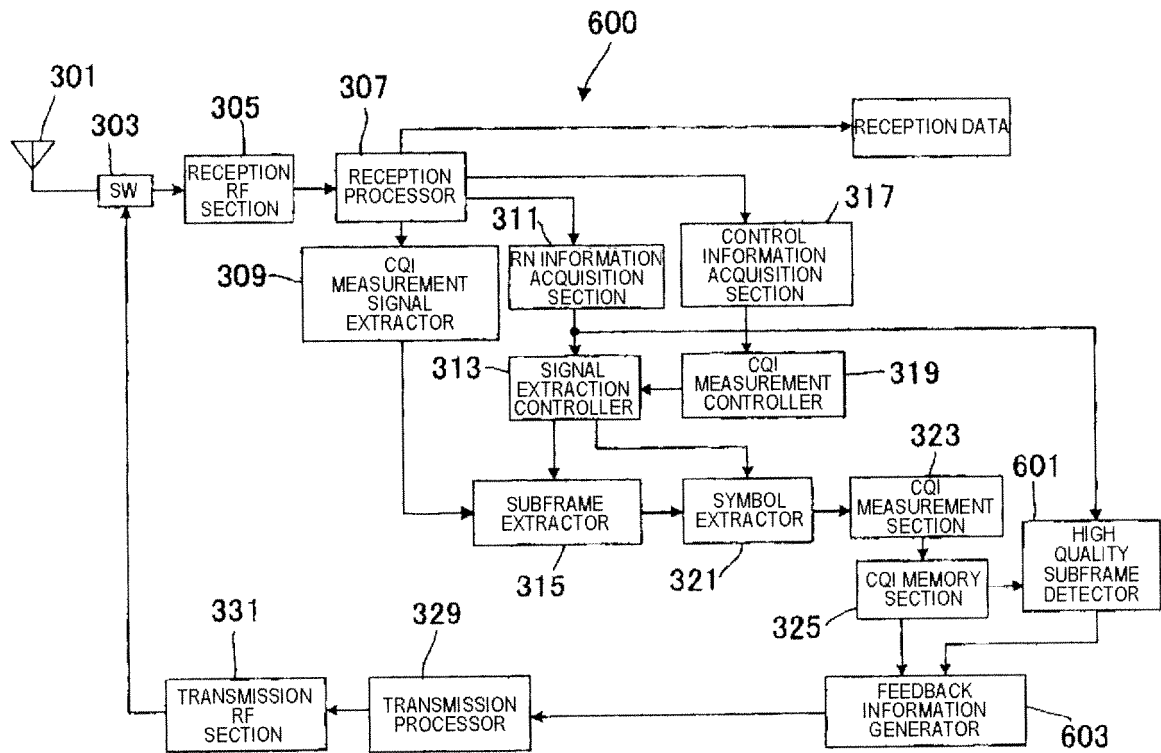 600
301
303
305
307
RECEPTION DATA
SW
RECEPTION
RF
SECTION
RECEPTION
PROCESSOR
311
317
309
CQI
MEASUREMENT
SIGNAL
EXTRACTOR
RN INFORMATION
ACQUISITION
SECTION
CONTROL
INFORMATION
ACQUISITION
SECTION
313
SIGNAL
EXTRACTION
CONTROLLER
CQI
MEASUREMENT
CONTROLLER
319
323
601
SUBFRAME
EXTRACTOR
SYMBOL
EXTRACTOR
CQI
MEASUREMENT
SECTION
HIGH
QUALITY
SUBFRAME
DETECTOR
315
321
CQI MEMORY
SECTION
325
331
329
TRANSMISSION
RF
SECTION
TRANSMISSION
PROCESSOR
FEEDBACK
INFORMATION
GENERATOR
603